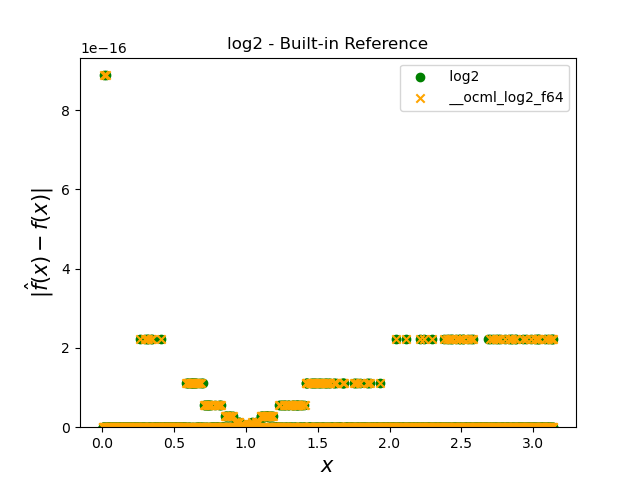 log2 - Built-in Reference
1e−16
log2
__ocml_log2_f64
8
6
4
2
0
|f̂(x) − f(x)|
0.0 0.5 1.0 1.5 2.0 2.5 3.0
x